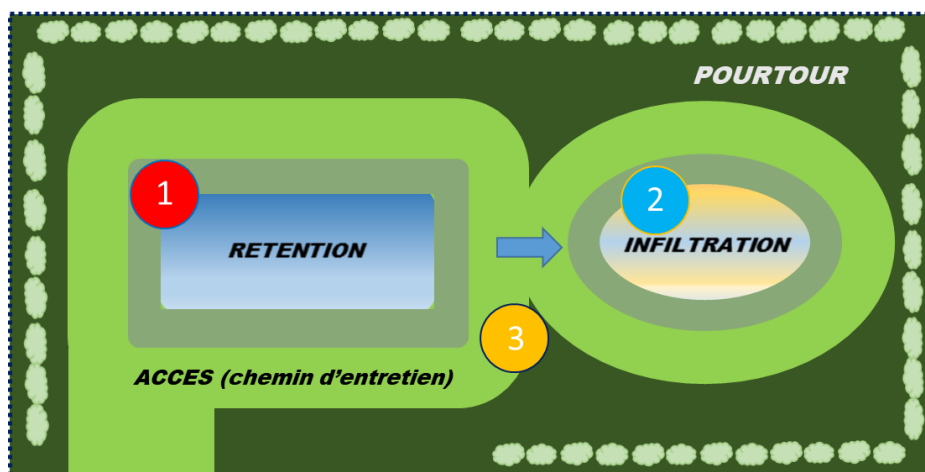 POURTOUR
1
2
RETENTION
INFILTRATION
3
ACCES (chemin d'entretien)